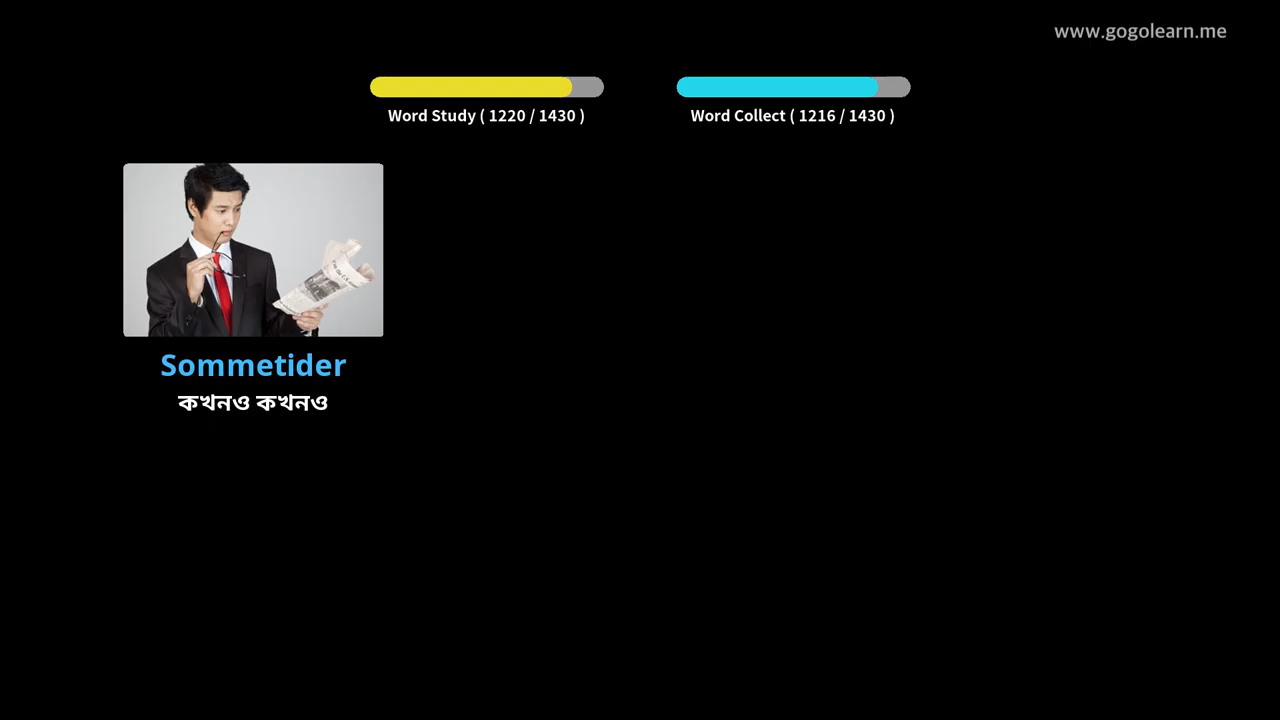 www.gogolearn.me
Word Study ( 1220 / 1430 )
Word Collect ( 1216 / 1430 )
Sommetider
কখনও কখনও